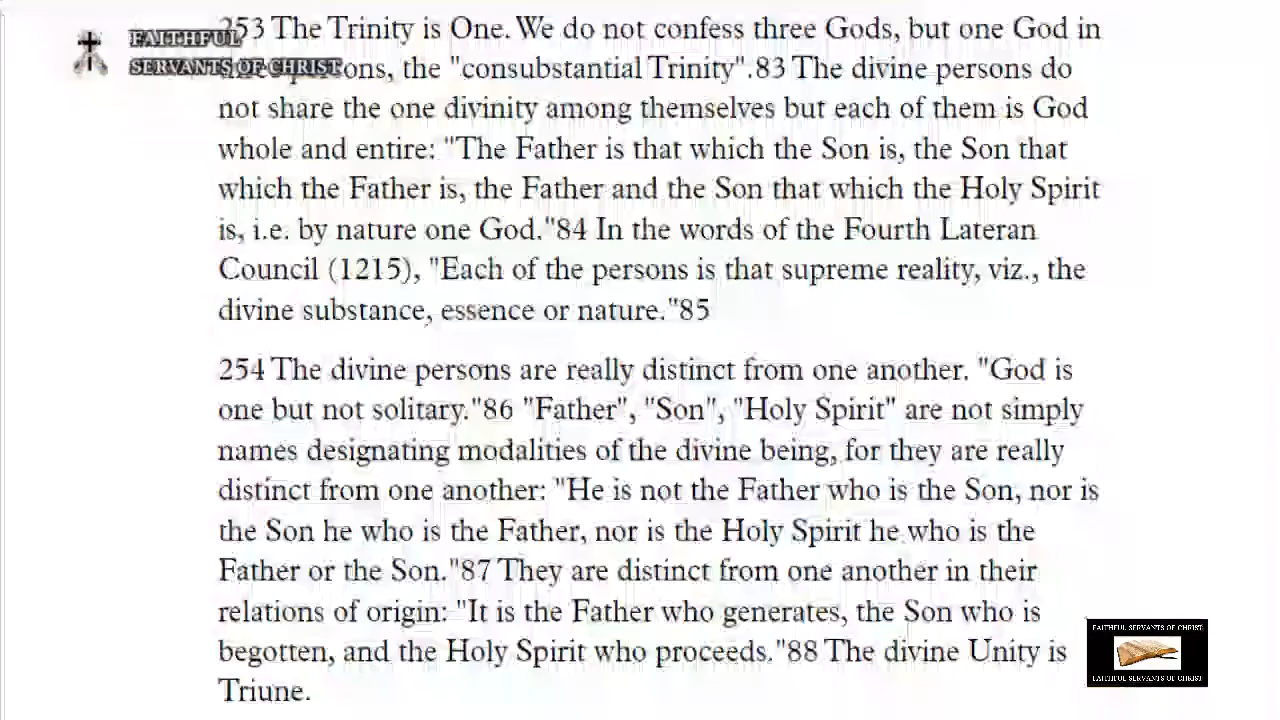 FAITHFUL
SERVANTS OF CHRIST
253 The Trinity is One. We do not confess three Gods, but one God in
the "consubstantial Trinity".83 The divine persons do
not share the one divinity among themselves but each of them is God
whole and entire: "The Father is that which the Son is, the Son that
which the Father is, the Father and the Son that which the Holy Spirit
is, i.e. by nature one God."84 In the words of the Fourth Lateran
Council (1215), "Each of the persons is that supreme reality, viz., the
divine substance, essence or nature."85
254 The divine persons are really distinct from one another. "God is
one but not solitary."86 "Father", "Son", "Holy Spirit" are not simply
names designating modalities of the divine being, for they are really
distinct from one another: "He is not the Father who is the Son, nor is
the Son he who is the Father, nor is the Holy Spirit he who is the
Father or the Son."87 They are distinct from one another in their
relations of origin: "It is the Father who generates, the Son who is
begotten, and the Holy Spirit who proceeds."88 The divine Unity is
Triune.
FAITHFUL SERVANTS OF CHRIST
FAITHFUL SERVANTS OF CHRIST